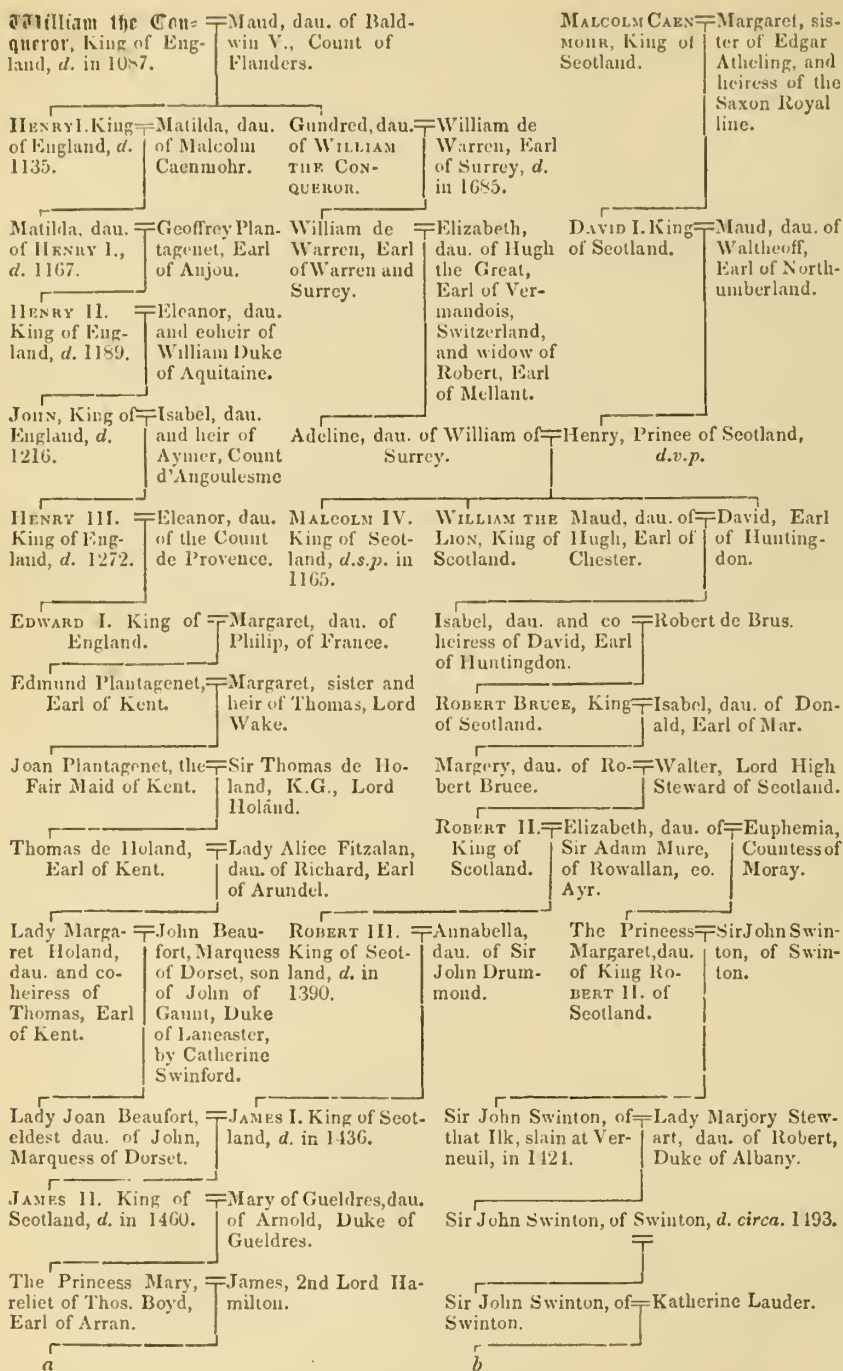 William the Con-
queror, King of Eng-
land, d. in 1087.
Maud, dau. of Bald-
win V., Count of
Flanders.
MALCOLM CAEN-
MOHR, King of
Scotland.
Margaret, sis-
ter of Edgar
Atheling, and
heiress of the
Saxon Royal
line.
HENRY I. King
of England, d.
1135.
Matilda, dau.
of Malcolm
Caenmohr.
Gundred, dau.
of WILLIAM
THE CON-
QUEROR.
William de
Warren, Earl
of Surrey, d.
in 1685.
Matilda, dau.
of HENRY I.,
d. 1167.
Geoffrey Plan-
tagenet, Earl
of Anjou.
William de
Warren, Earl
of Warren and
Surrey.
Elizabeth,
dau. of Hugh
the Great,
Earl of Ver-
mandois,
Switzerland,
and widow of
Robert, Earl
of Mellant.
DAVID I. King
of Scotland.
Maud, dau. of
Waltheoff,
Earl of North-
umberland.
HENRY II.
King of Eng-
land, d. 1189.
Eleanor, dau.
and coheir of
William Duke
of Aquitaine.
JOHN, King of
England, d.
1216.
Isabel, dau.
and heir of
Aymer, Count
d'Angoulesme
Adeline, dau. of William of
Surrey.
Henry, Prince of Scotland,
d.v.p.
HENRY III.
King of Eng-
land, d. 1272.
Eleanor, dau.
of the Count
de Provence.
MALCOLM IV.
King of Scot-
land, d.s.p. in
1165.
WILLIAM THE
LION, King of
Scotland.
Maud, dau. of
Hugh, Earl of
Chester.
David, Earl
of Hunting-
don.
EDWARD I. King of
England.
Margaret, dau. of
Philip, of France.
Isabel, dau. and co
heiress of David, Earl
of Huntingdon.
Robert de Brus.
Edmund Plantagenet,
Earl of Kent.
Margaret, sister and
heir of Thomas, Lord
Wake.
ROBERT BRUCE, King
of Scotland.
Isabel, dau. of Don-
ald, Earl of Mar.
Joan Plantagenet, the
Fair Maid of Kent.
Sir Thomas de Ho-
land, K.G., Lord
Holand.
Margery, dau. of Ro-
bert Bruce.
Walter, Lord High
Steward of Scotland.
Thomas de Holand,
Earl of Kent.
Lady Alice Fitzalan,
dau. of Richard, Earl
of Arundel.
ROBERT II.
King of
Scotland.
Elizabeth, dau. of
Sir Adam Mure,
of Rowallan, co.
Ayr.
Euphemia,
Countess of
Moray.
Lady Marga-
ret Holand,
dau. and co-
heiress of
Thomas, Earl
of Kent.
John Beau-
fort, Marquess
of Dorset, son
of John of
Gaunt, Duke
of Lancaster,
by Catherine
Swinford.
ROBERT III.
King of Scot-
land, d. in
1390.
Annabella,
dau. of Sir
John Drum-
mond.
The Princess
Margaret, dau.
of King RO-
BERT II. of
Scotland.
Sir John Swin-
ton, of Swin-
ton.
Lady Joan Beaufort,
eldest dau. of John,
Marquess of Dorset.
JAMES I. King of Scot-
land, d. in 1436.
Sir John Swinton, of
that Ilk, slain at Ver-
neuil, in 1424.
Lady Marjory Stew-
art, dau. of Robert,
Duke of Albany.
JAMES II. King of
Scotland, d. in 1460.
Mary of Gueldres, dau.
of Arnold, Duke of
Gueldres.
Sir John Swinton, of Swinton, d. circa. 1493.
The Princess Mary,
relict of Thos. Boyd,
Earl of Arran.
James, 2nd Lord Ha-
milton.
Sir John Swinton, of
Swinton.
Katherine Lauder.
a
b